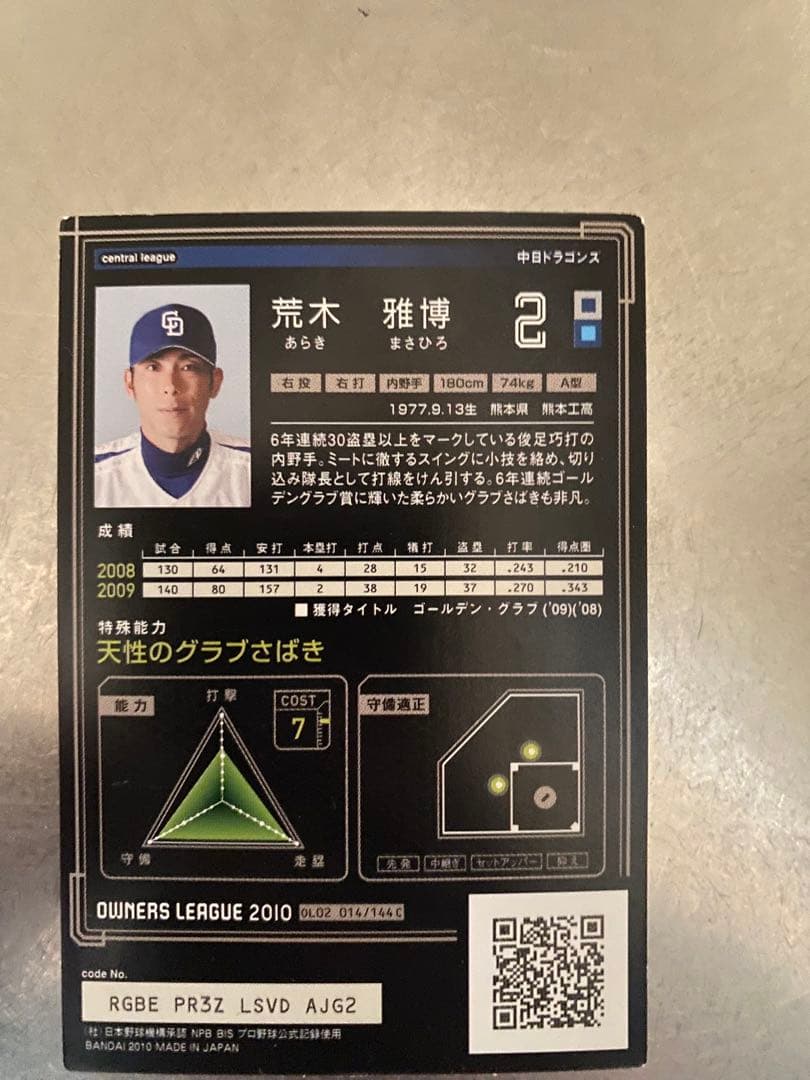 central league 中日ドラゴンズ
荒木 雅博 2
あらき まさひろ
右投 右打 内野手 180cm 74kg A型
1977.9.13生 熊本県 熊本工高
6年連続30盗塁以上をマークしている俊足巧打の
内野手。ミートに徹するスイングに小技を絡め、切り
込み隊長として打線をけん引する。6年連続ゴール
デングラブ賞に輝いた柔らかいグラブさばきも非凡。
成績
試合 得点 安打 本塁打 打点 犠打 盗塁 打率 得点圏
2008 130 64 131 4 28 15 32 .243 .210
2009 140 80 157 2 38 19 37 .270 .343
■獲得タイトル ゴールデン・グラブ('09)('08)
特殊能力
天性のグラブさばき
能力 打撃 COST 7
守備 走塁
守備適正
先発 中継ぎ セットアッパー 抑え
OWNERS LEAGUE 2010 OL02 014/144 C
code No.
RGBE PR3Z LSVD AJG2
(社)日本野球機構承認 NPB BIS プロ野球公式記録使用
BANDAI 2010 MADE IN JAPAN